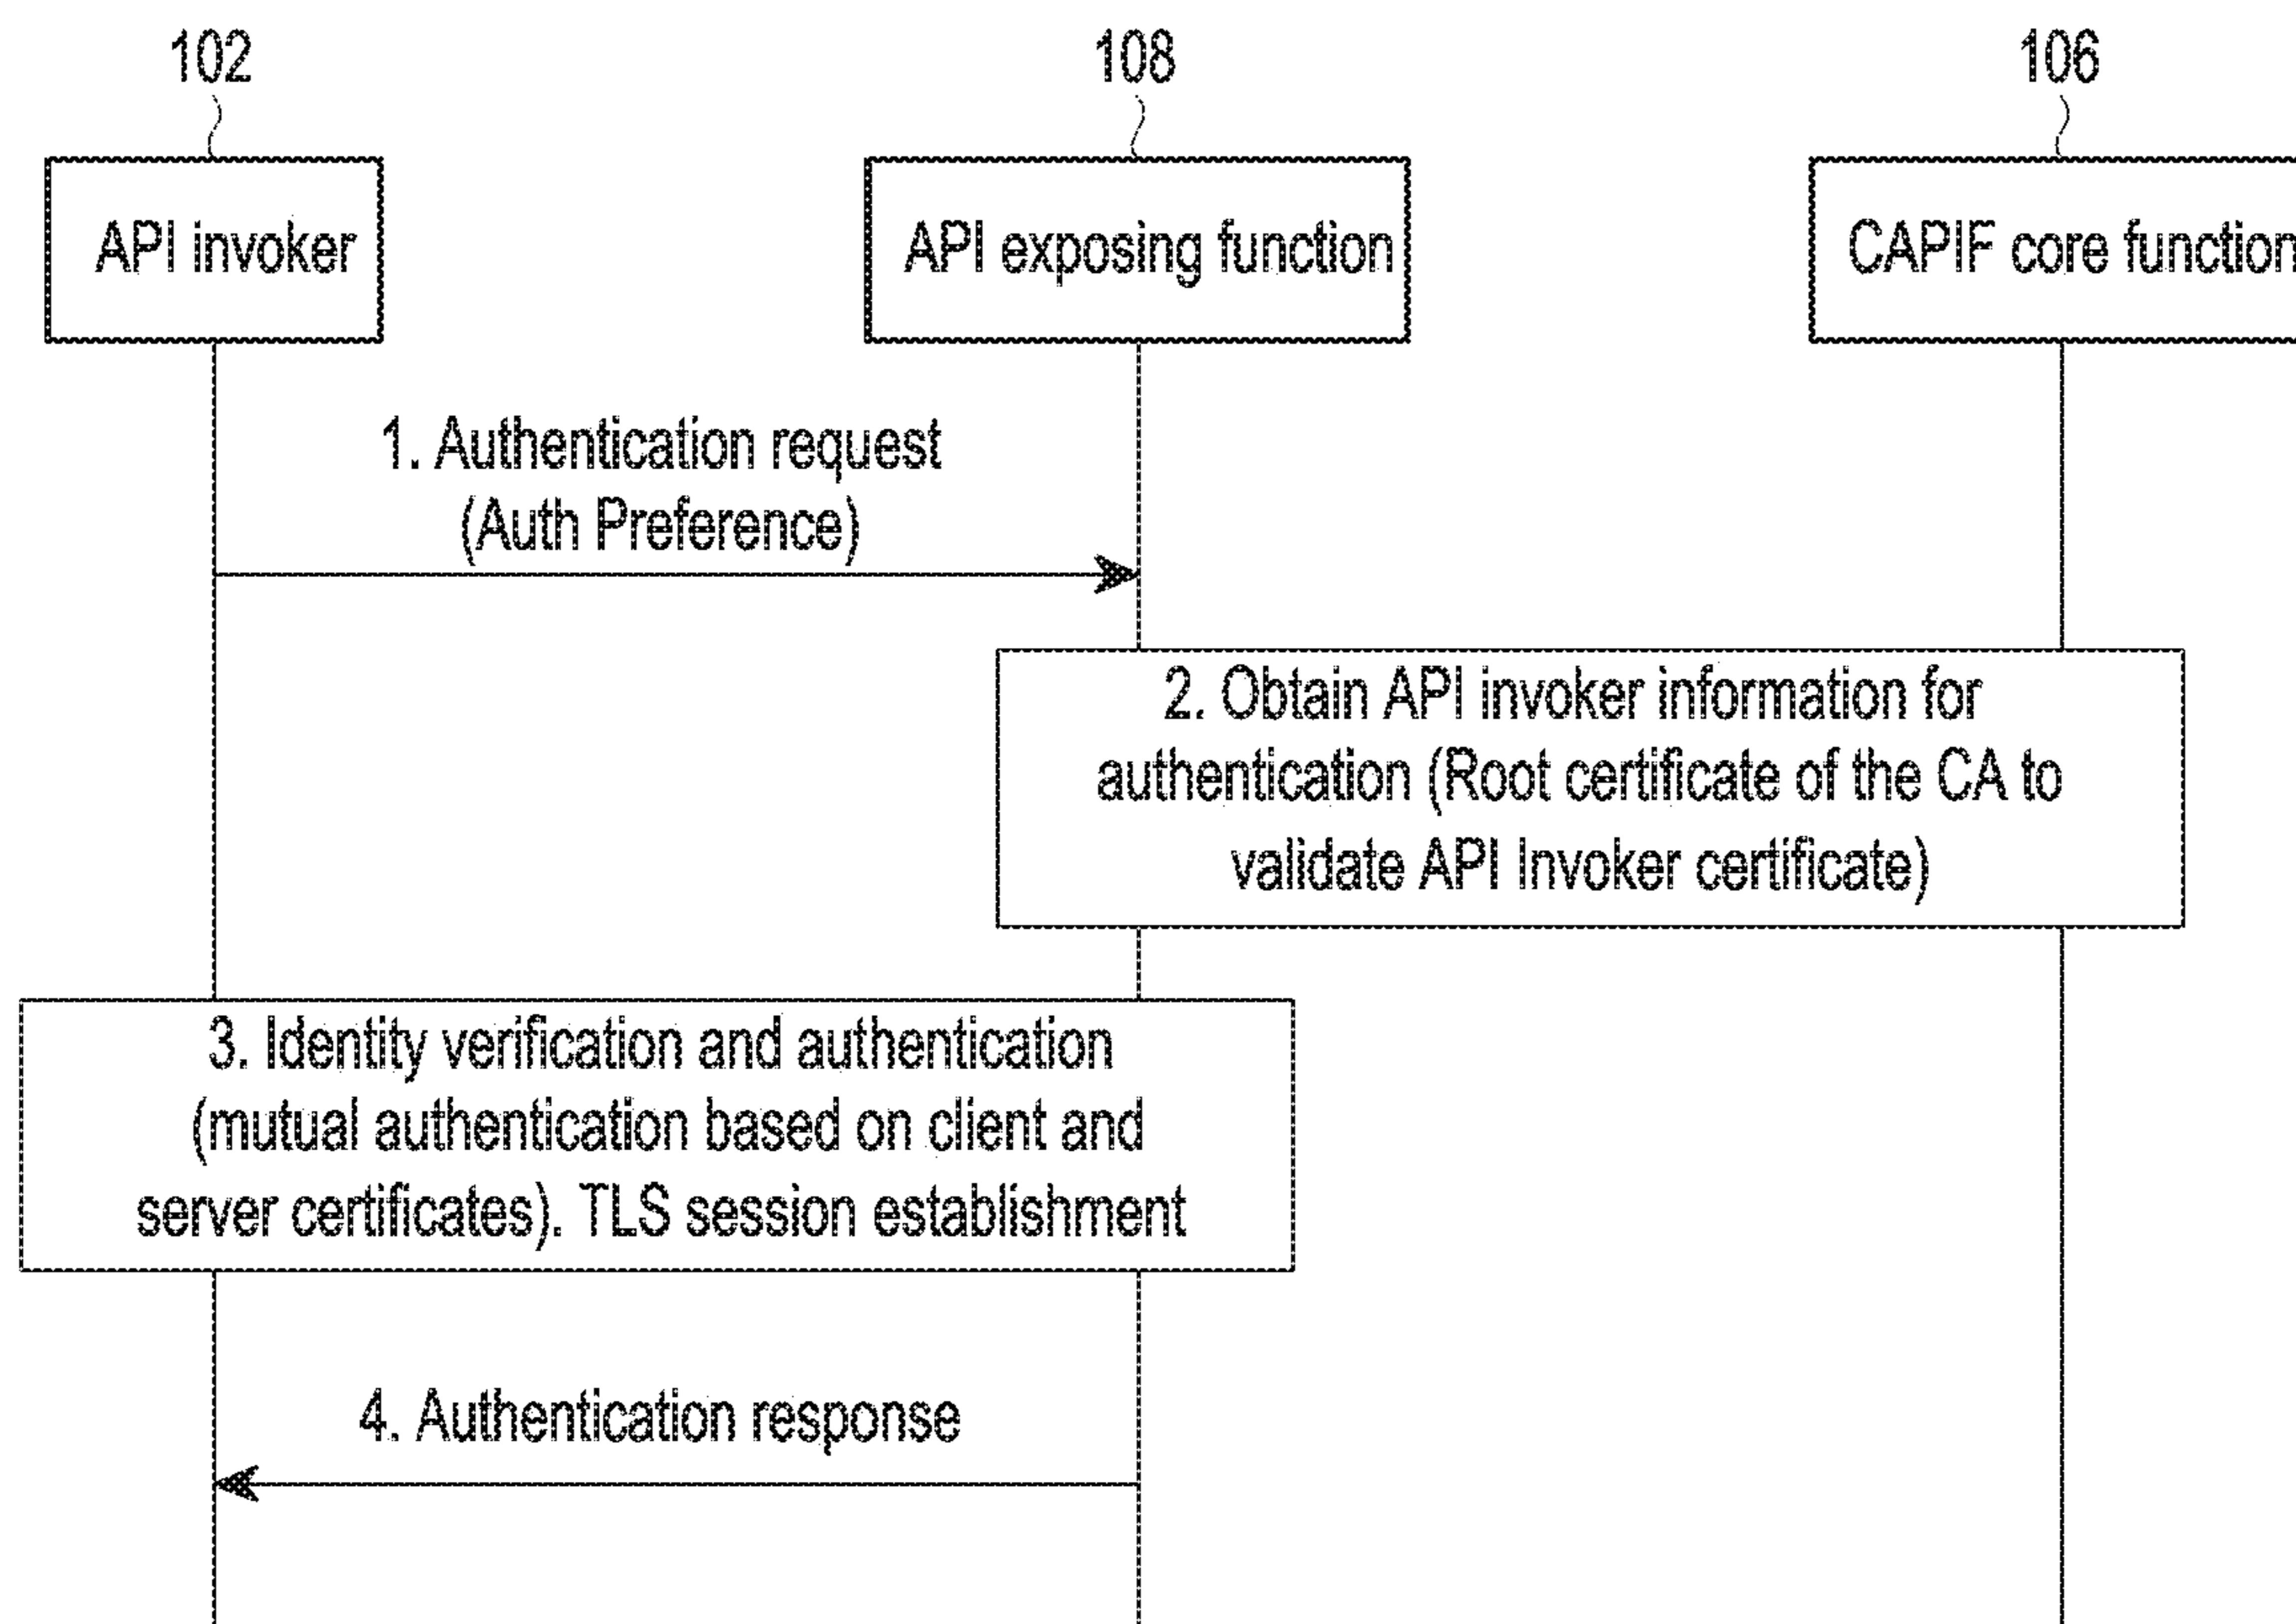 102
108
106
API invoker
API exposing function
CAPIF core function
1. Authentication request
(Auth Preference)
2. Obtain API invoker information for
authentication (Root certificate of the CA to
validate API Invoker certificate)
3. Identity verification and authentication
(mutual authentication based on client and
server certificates). TLS session establishment
4. Authentication response